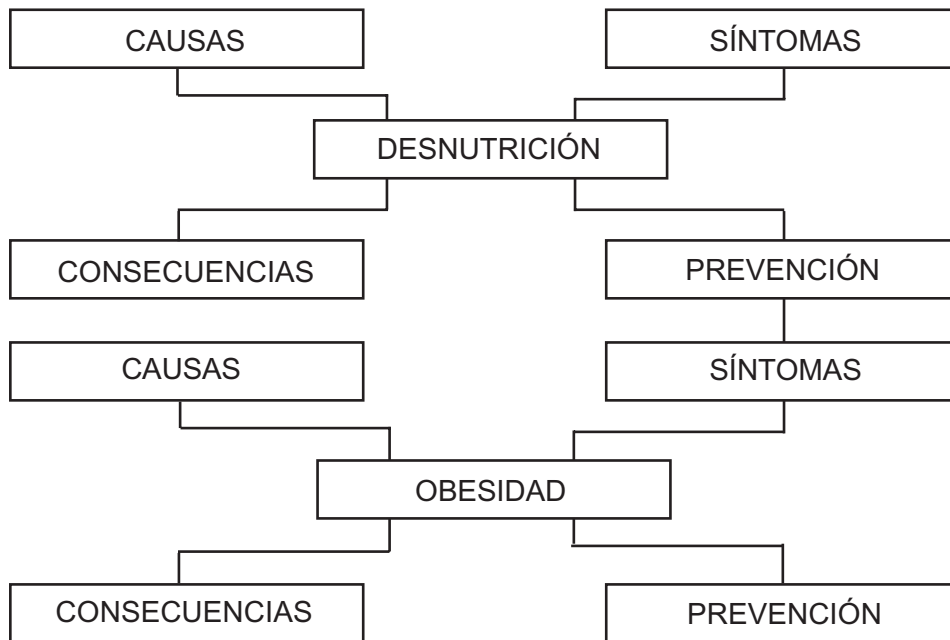 CAUSAS
SÍNTOMAS
DESNUTRICIÓN
CONSECUENCIAS
PREVENCIÓN
CAUSAS
SÍNTOMAS
OBESIDAD
CONSECUENCIAS
PREVENCIÓN